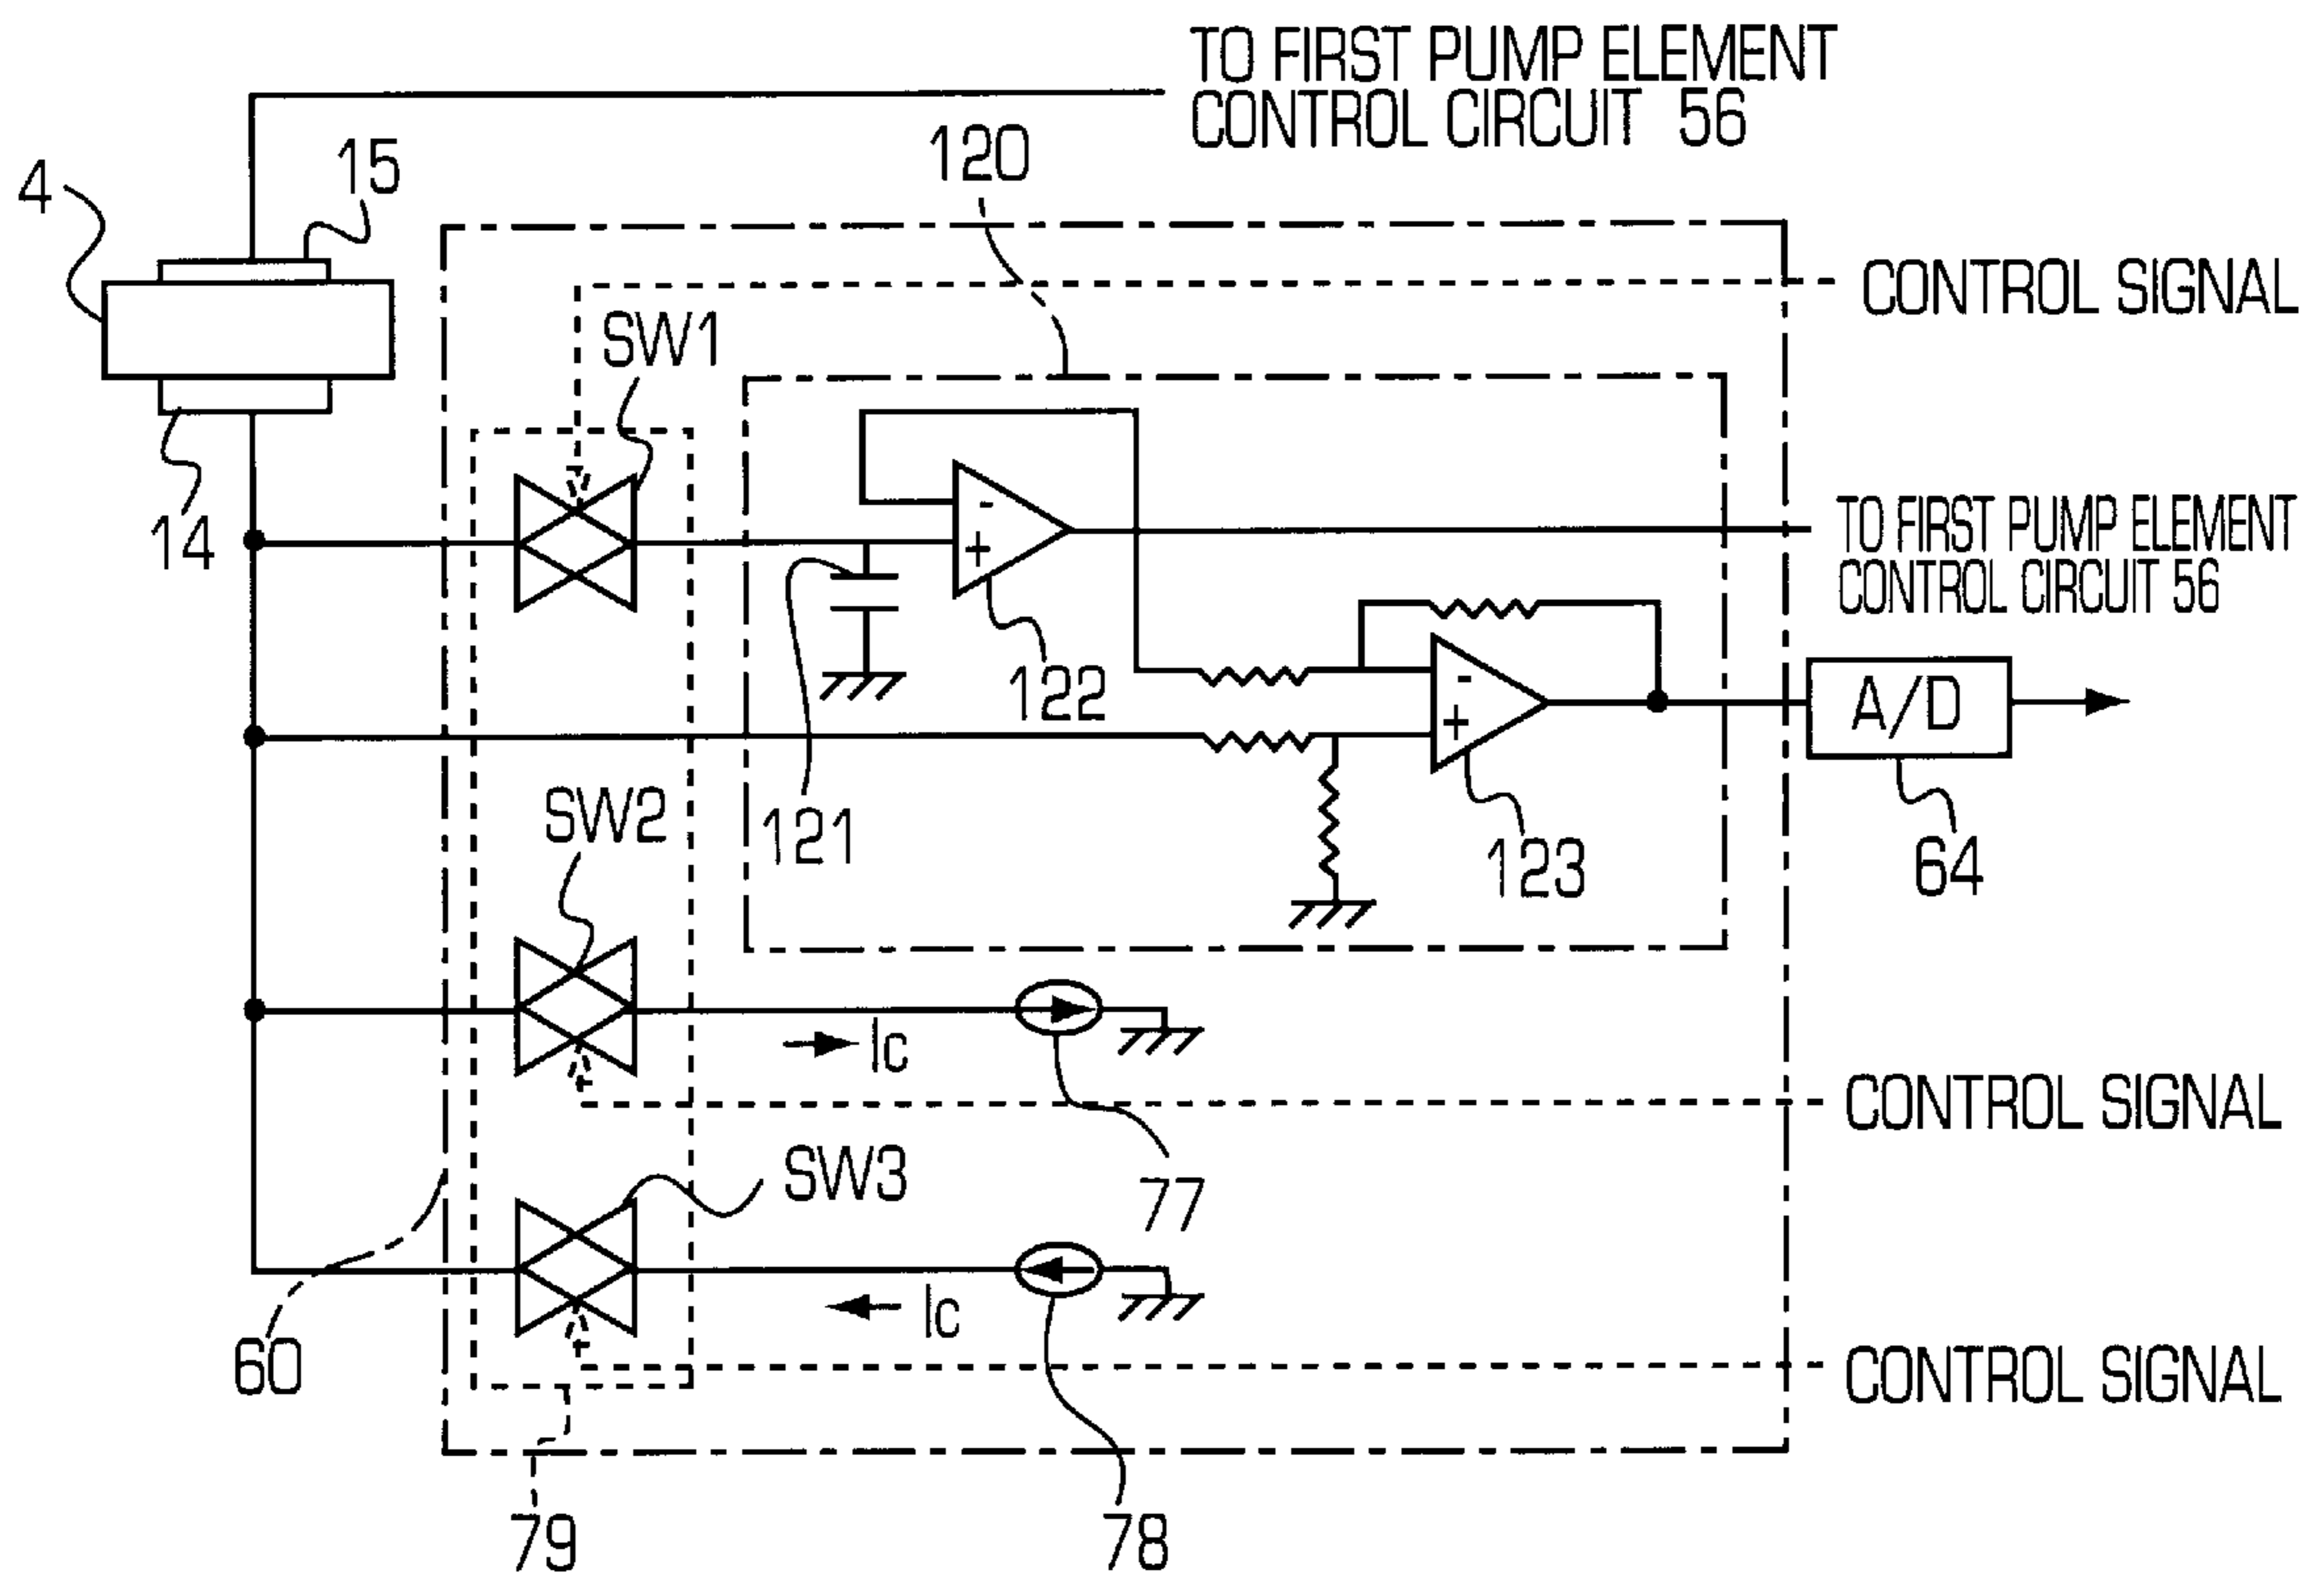 TO FIRST PUMP ELEMENT
CONTROL CIRCUIT 56
120
15
4
CONTROL SIGNAL
SW1
14
-
+
TO FIRST PUMP ELEMENT
CONTROL CIRCUIT 56
122
-
+
A/D
SW2
121
123
64
Ic
CONTROL SIGNAL
SW3
77
Ic
60
CONTROL SIGNAL
79
78